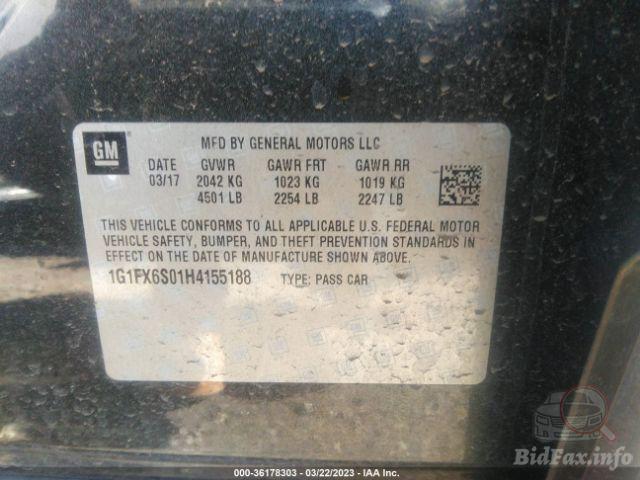 GM
MFD BY GENERAL MOTORS LLC
DATE GVWR GAWR FRT GAWR RR
03/17 2042 KG 1023 KG 1019 KG
4501 LB 2254 LB 2247 LB
THIS VEHICLE CONFORMS TO ALL APPLICABLE U.S. FEDERAL MOTOR
VEHICLE SAFETY, BUMPER, AND THEFT PREVENTION STANDARDS IN
EFFECT ON THE DATE OF MANUFACTURE SHOWN ABOVE.
1G1FX6S01H4155188 TYPE: PASS CAR
BidFax.info
000-36178303 - 03/22/2023 - IAA Inc.